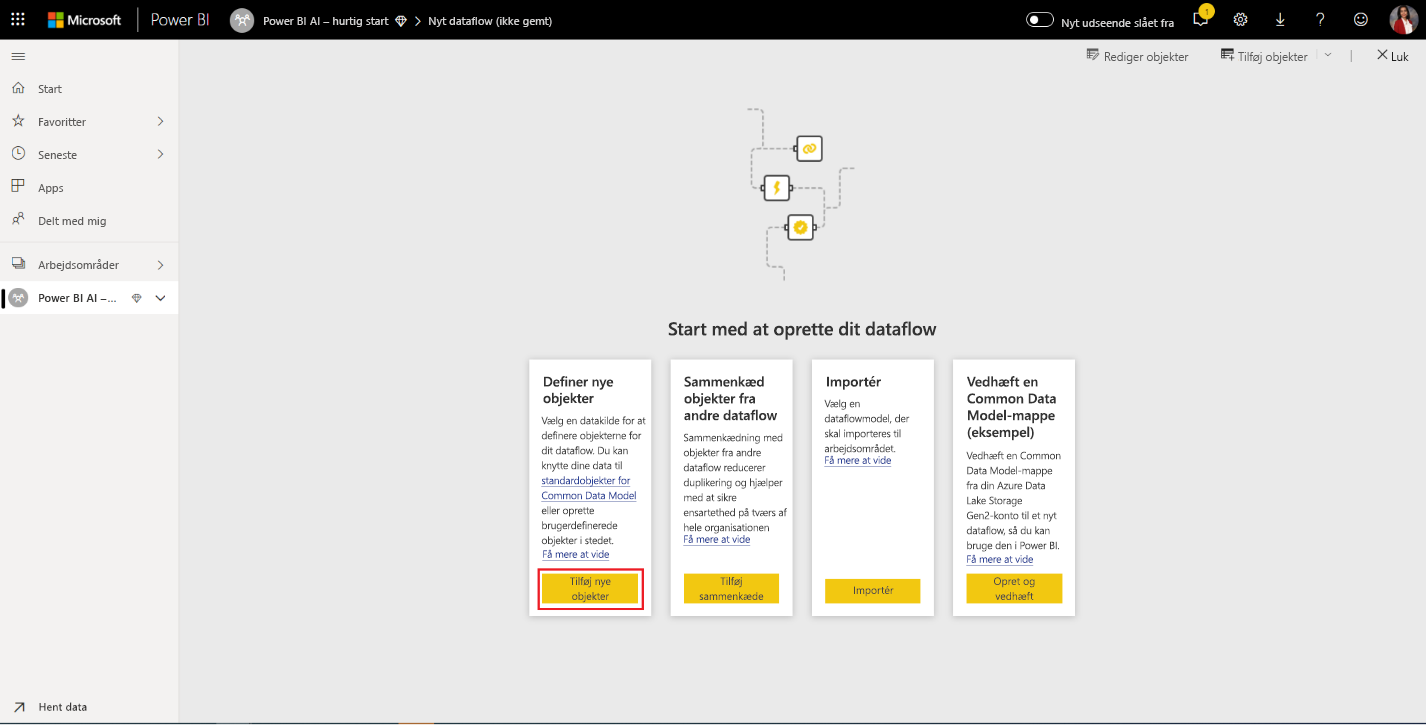 Microsoft Power BI Power BI AI – hurtig start Nyt dataflow (ikke gemt) Nyt udseende slået fra 1 ?
Rediger objekter Tilføj objekter Luk
Start
Favoritter
Seneste
Apps
Delt med mig
Arbejdsområder
Power BI AI –...
Hent data
Start med at oprette dit dataflow
Definer nye
objekter
Vælg en datakilde for at
definere objekterne for
dit dataflow. Du kan
knytte dine data til
standardobjekter for
Common Data Model
eller oprette
brugerdefinerede
objekter i stedet.
Få mere at vide
Tilføj nye
objekter
Sammenkæd
objekter fra
andre dataflow
Sammenkædning med
objekter fra andre
dataflow reducerer
duplikering og hjælper
med at sikre
ensartethed på tværs af
hele organisationen
Få mere at vide
Tilføj
sammenkæde
Importér
Vælg en
dataflowmodel, der
skal importeres til
arbejdsområdet.
Få mere at vide
Importér
Vedhæft en
Common Data
Model-mappe
(eksempel)
Vedhæft en Common
Data Model-mappe
fra din Azure Data
Lake Storage
Gen2-konto til et nyt
dataflow, så du kan
bruge den i Power BI.
Få mere at vide
Opret og
vedhæft